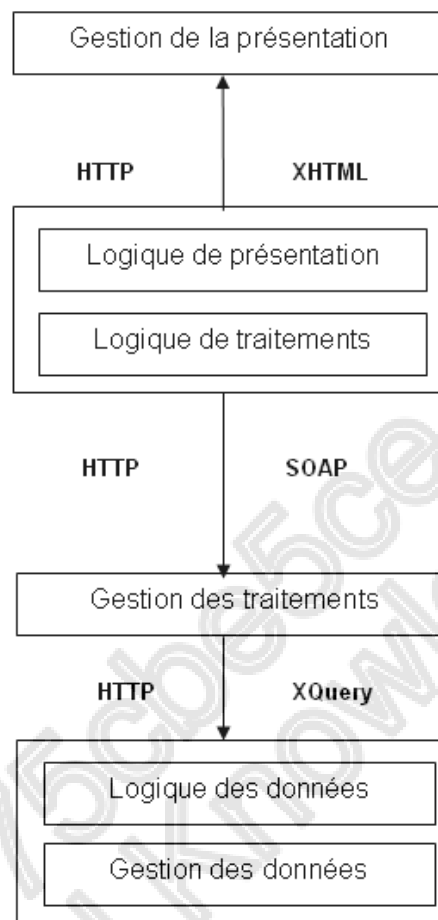 Gestion de la présentation
HTTP XHTML
Logique de présentation
Logique de traitements
HTTP SOAP
Gestion des traitements
HTTP XQuery
Logique des données
Gestion des données